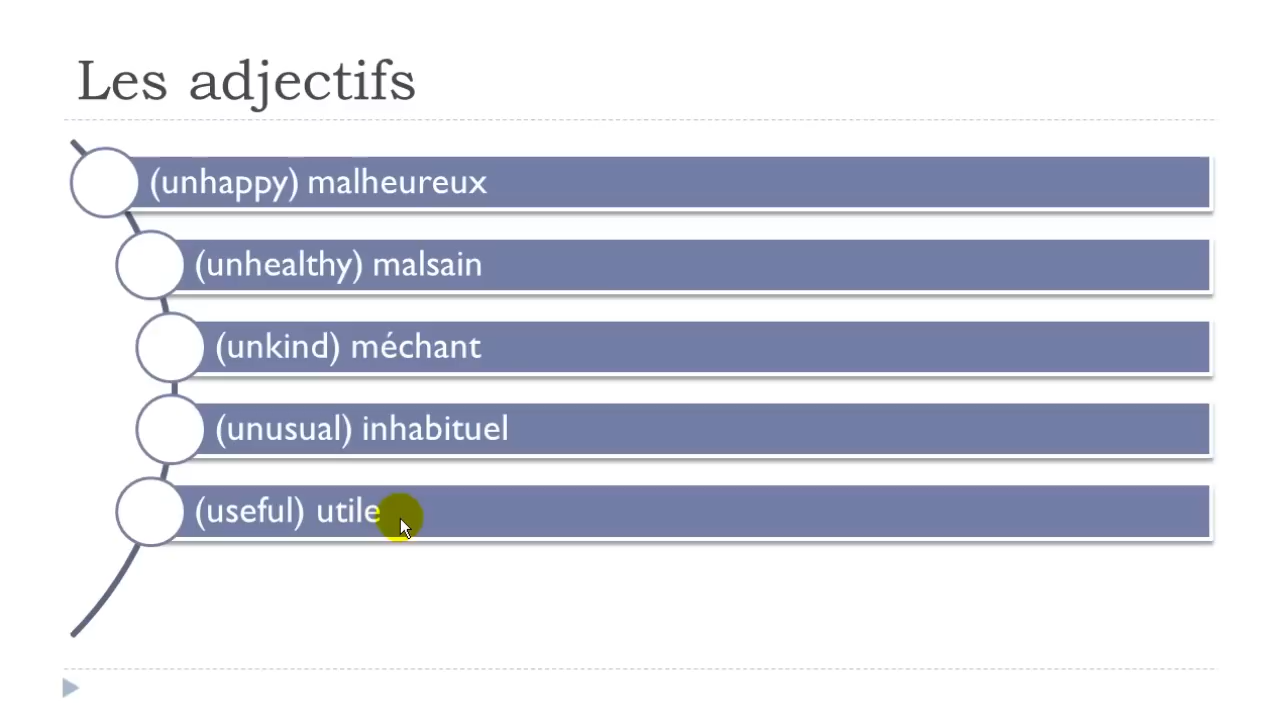 Les adjectifs
(unhappy) malheureux
(unhealthy) malsain
(unkind) méchant
(unusual) inhabituel
(useful) utile